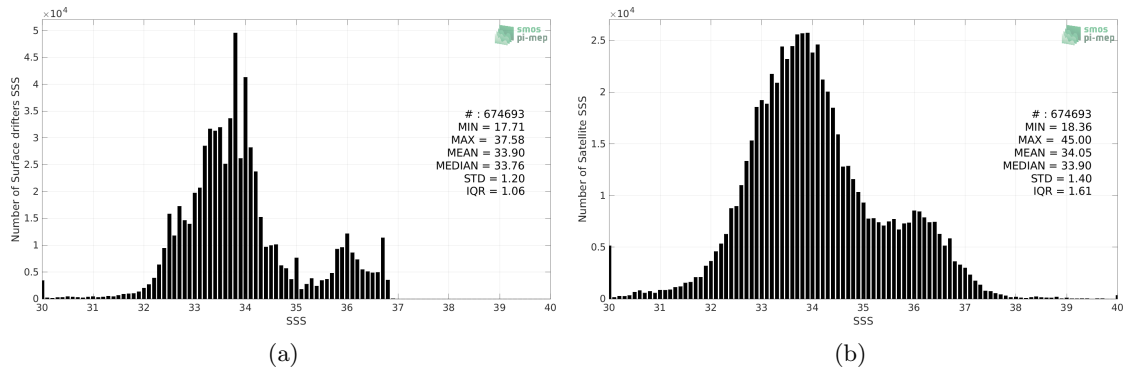 ×10⁴
5
4.5
4
3.5
3
2.5
2
1.5
1
0.5
0
Number of Surface drifters SSS
30 31 32 33 34 35 36 37 38 39 40
SSS
smos
pi-mep
# : 674693
MIN = 17.71
MAX = 37.58
MEAN = 33.90
MEDIAN = 33.76
STD = 1.20
IQR = 1.06
(a)
×10⁴
2.5
2
1.5
1
0.5
0
Number of Satellite SSS
30 31 32 33 34 35 36 37 38 39 40
SSS
smos
pi-mep
# : 674693
MIN = 18.36
MAX = 45.00
MEAN = 34.05
MEDIAN = 33.90
STD = 1.40
IQR = 1.61
(b)